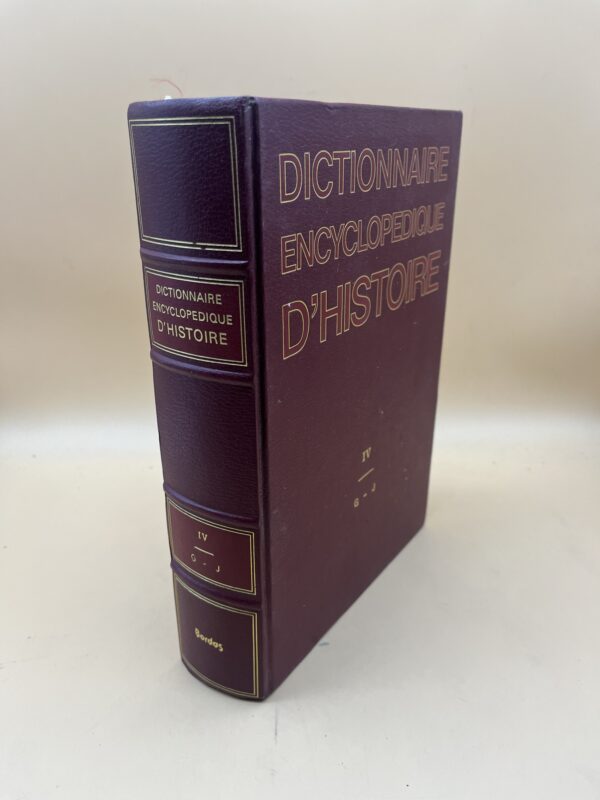 DICTIONNAIRE
ENCYCLOPEDIQUE
D'HISTOIRE
IV
G - J
Bordas
DICTIONNAIRE
ENCYCLOPEDIQUE
D'HISTOIRE
IV
G - J